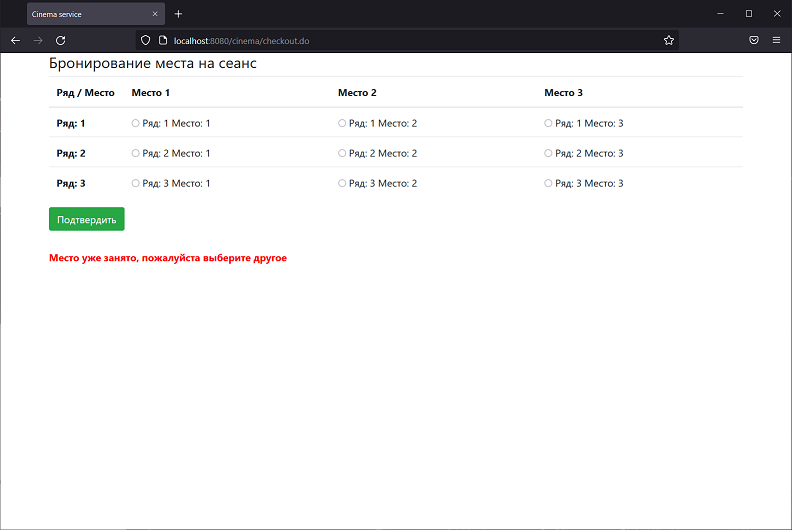 Cinema service
localhost:8080/cinema/checkout.do
Бронирование места на сеанс
Ряд / Место Место 1 Место 2 Место 3
Ряд: 1 Ряд: 1 Место: 1 Ряд: 1 Место: 2 Ряд: 1 Место: 3
Ряд: 2 Ряд: 2 Место: 1 Ряд: 2 Место: 2 Ряд: 2 Место: 3
Ряд: 3 Ряд: 3 Место: 1 Ряд: 3 Место: 2 Ряд: 3 Место: 3
Подтвердить
Место уже занято, пожалуйста выберите другое